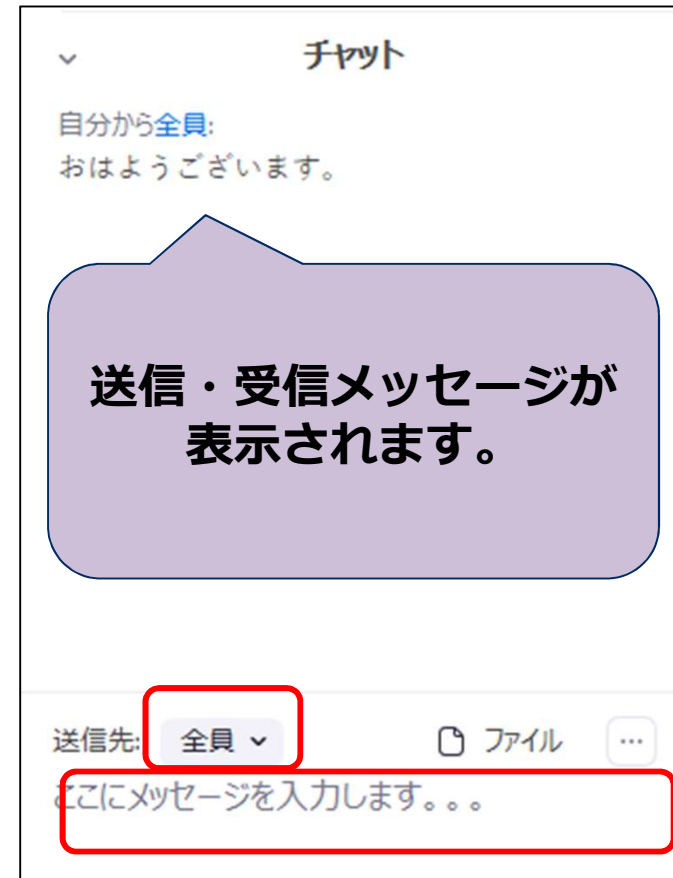 チャット
自分から全員:
おはようございます。
送信・受信メッセージが
表示されます。
送信先: 全員 ファイル ...
ここにメッセージを入力します。。。